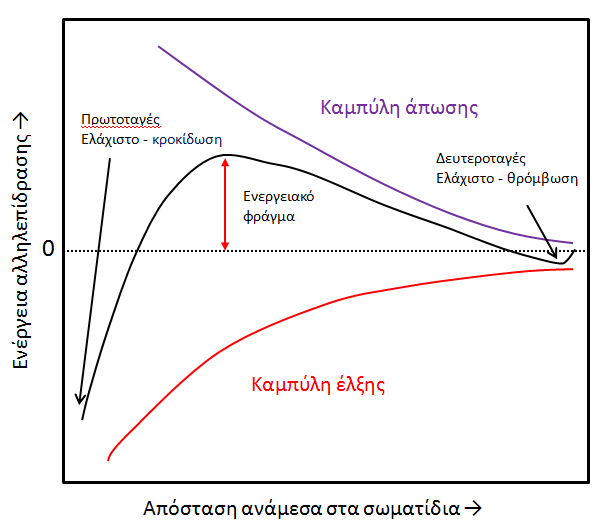 Καμπύλη άπωσης
Πρωτοταγές
Ελάχιστο - κροκίδωση
Δευτεροταγές
Ελάχιστο - θρόμβωση
Ενεργειακό
φράγμα
0
Ενέργεια αλληλεπίδρασης →
Καμπύλη έλξης
Απόσταση ανάμεσα στα σωματίδια →